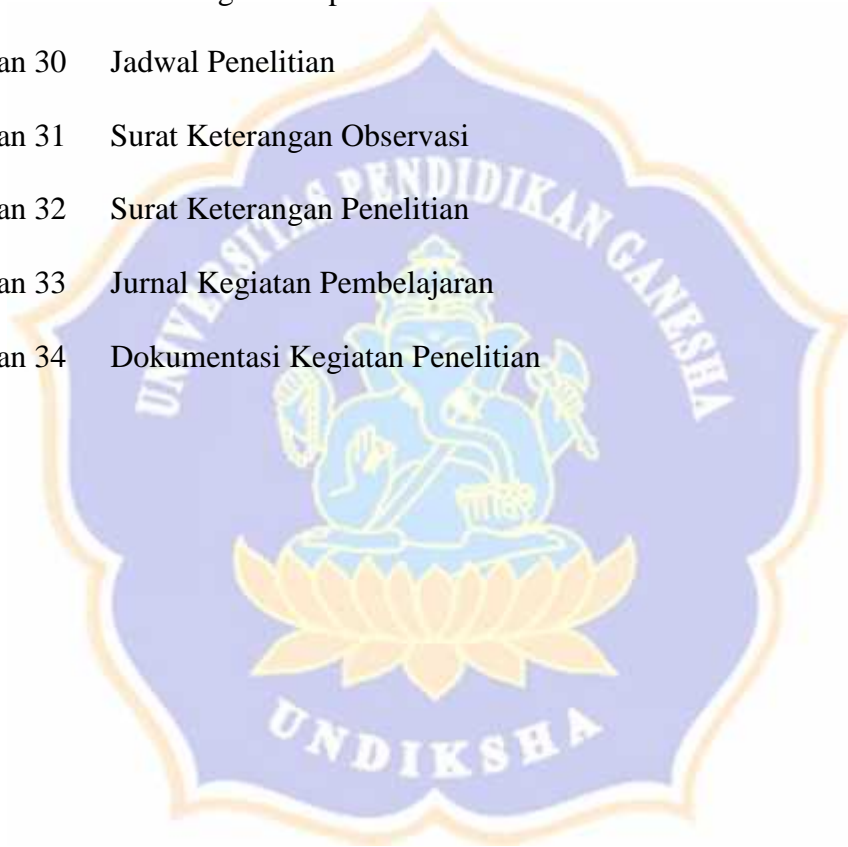 an 30 Jadwal Penelitian
an 31 Surat Keterangan Observasi
an 32 Surat Keterangan Penelitian
an 33 Jurnal Kegiatan Pembelajaran
an 34 Dokumentasi Kegiatan Penelitian
UNIVERSITAS PENDIDIKAN GANESHA
UNDIKSHA